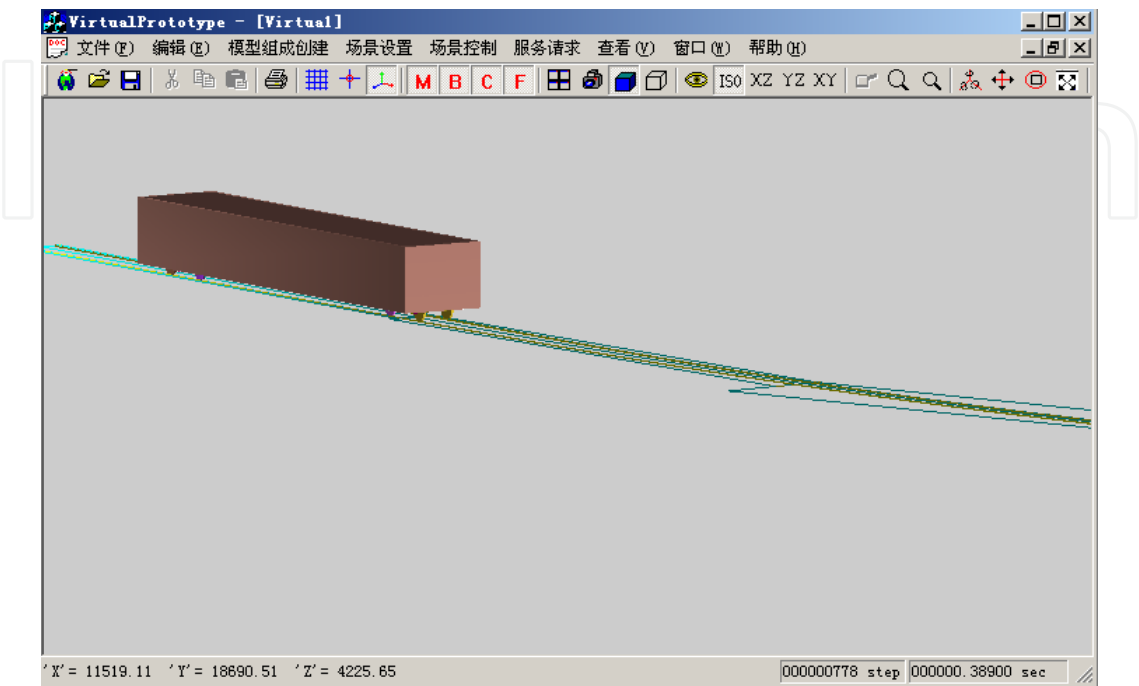 VirtualPrototype - [Virtual]
文件(F) 编辑(E) 模型组成创建 场景设置 场景控制 服务请求 查看(V) 窗口(W) 帮助(H)
M B C F ISO XZ YZ XY
'X'= 11519.11 'Y'= 18690.51 'Z'= 4225.65 000000778 step 000000.38900 sec